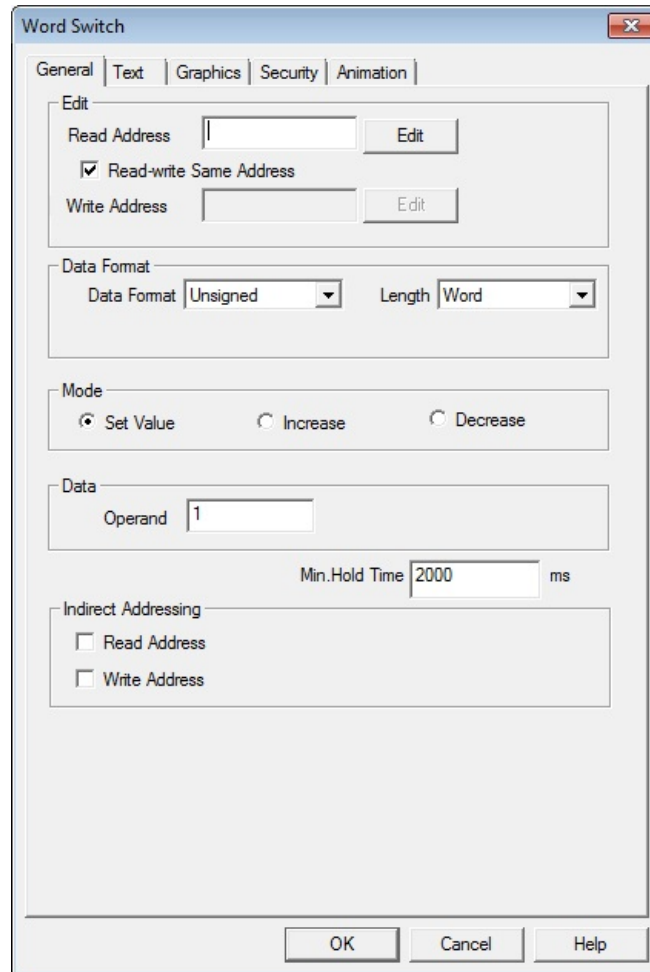 Word Switch
General Text Graphics Security Animation
Edit
Read Address Edit
Read-write Same Address
Write Address Edit
Data Format
Data Format Unsigned Length Word
Mode
Set Value Increase Decrease
Data
Operand 1
Min.Hold Time 2000 ms
Indirect Addressing
Read Address
Write Address
OK Cancel Help